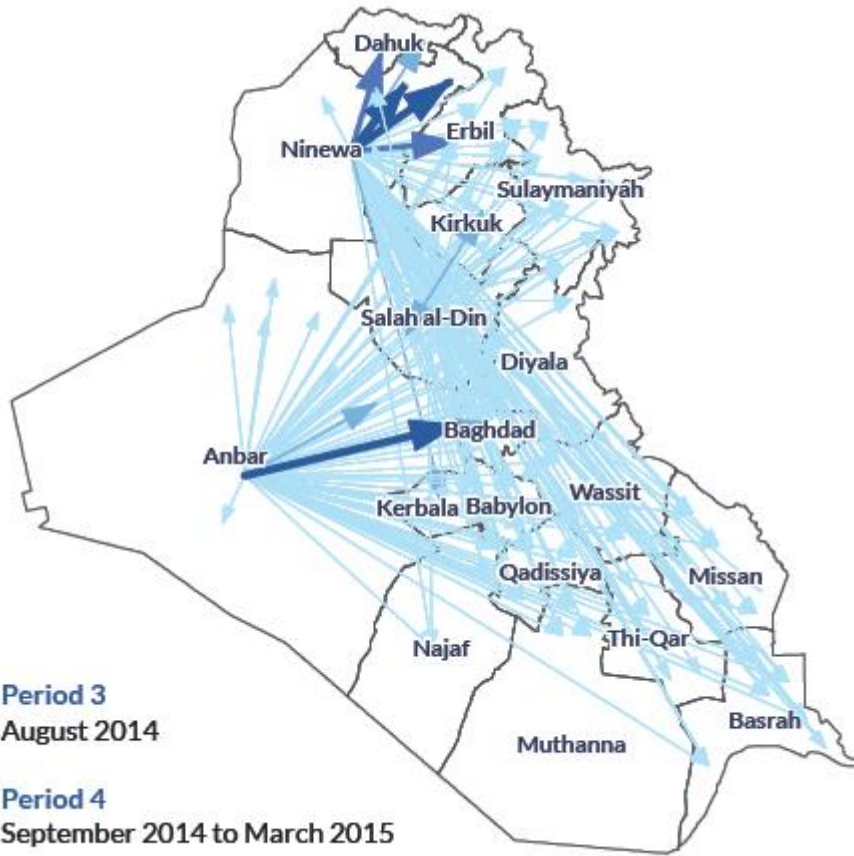 Dahuk
Erbil
Ninewa
Sulaymaniyah
Kirkuk
Salah al-Din
Diyala
Baghdad
Anbar
Wassit
Kerbala Babylon
Qadissiya
Missan
Thi-Qar
Najaf
Period 3
August 2014
Basrah
Muthanna
Period 4
September 2014 to March 2015